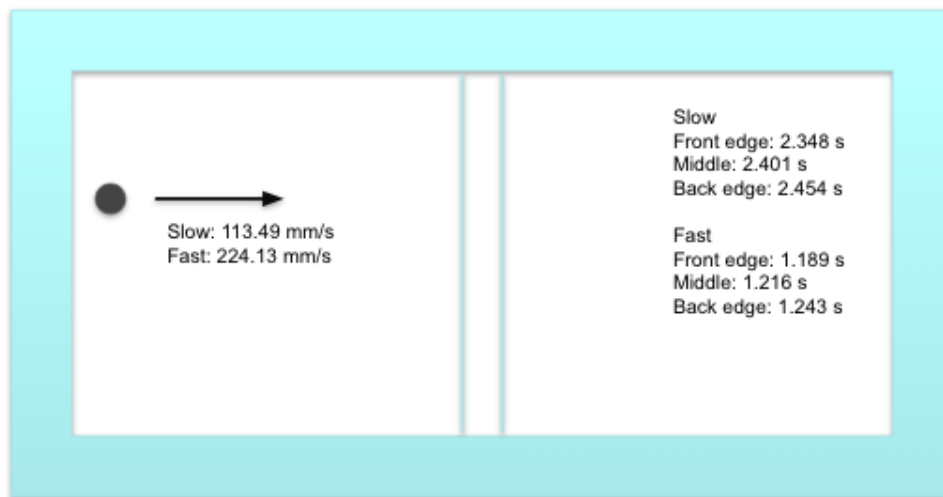 Slow: 113.49 mm/s
Fast: 224.13 mm/s
Slow
Front edge: 2.348 s
Middle: 2.401 s
Back edge: 2.454 s
Fast
Front edge: 1.189 s
Middle: 1.216 s
Back edge: 1.243 s